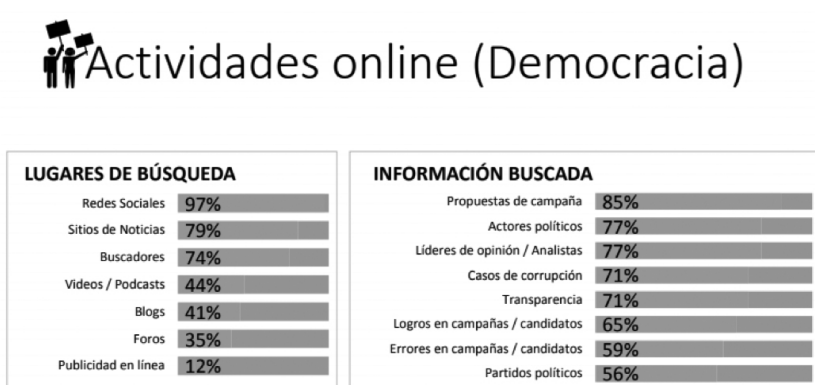 Actividades online (Democracia)
LUGARES DE BÚSQUEDA
Redes Sociales 97%
Sitios de Noticias 79%
Buscadores 74%
Videos / Podcasts 44%
Blogs 41%
Foros 35%
Publicidad en línea 12%
INFORMACIÓN BUSCADA
Propuestas de campaña 85%
Actores políticos 77%
Líderes de opinión / Analistas 77%
Casos de corrupción 71%
Transparencia 71%
Logros en campañas / candidatos 65%
Errores en campañas / candidatos 59%
Partidos políticos 56%